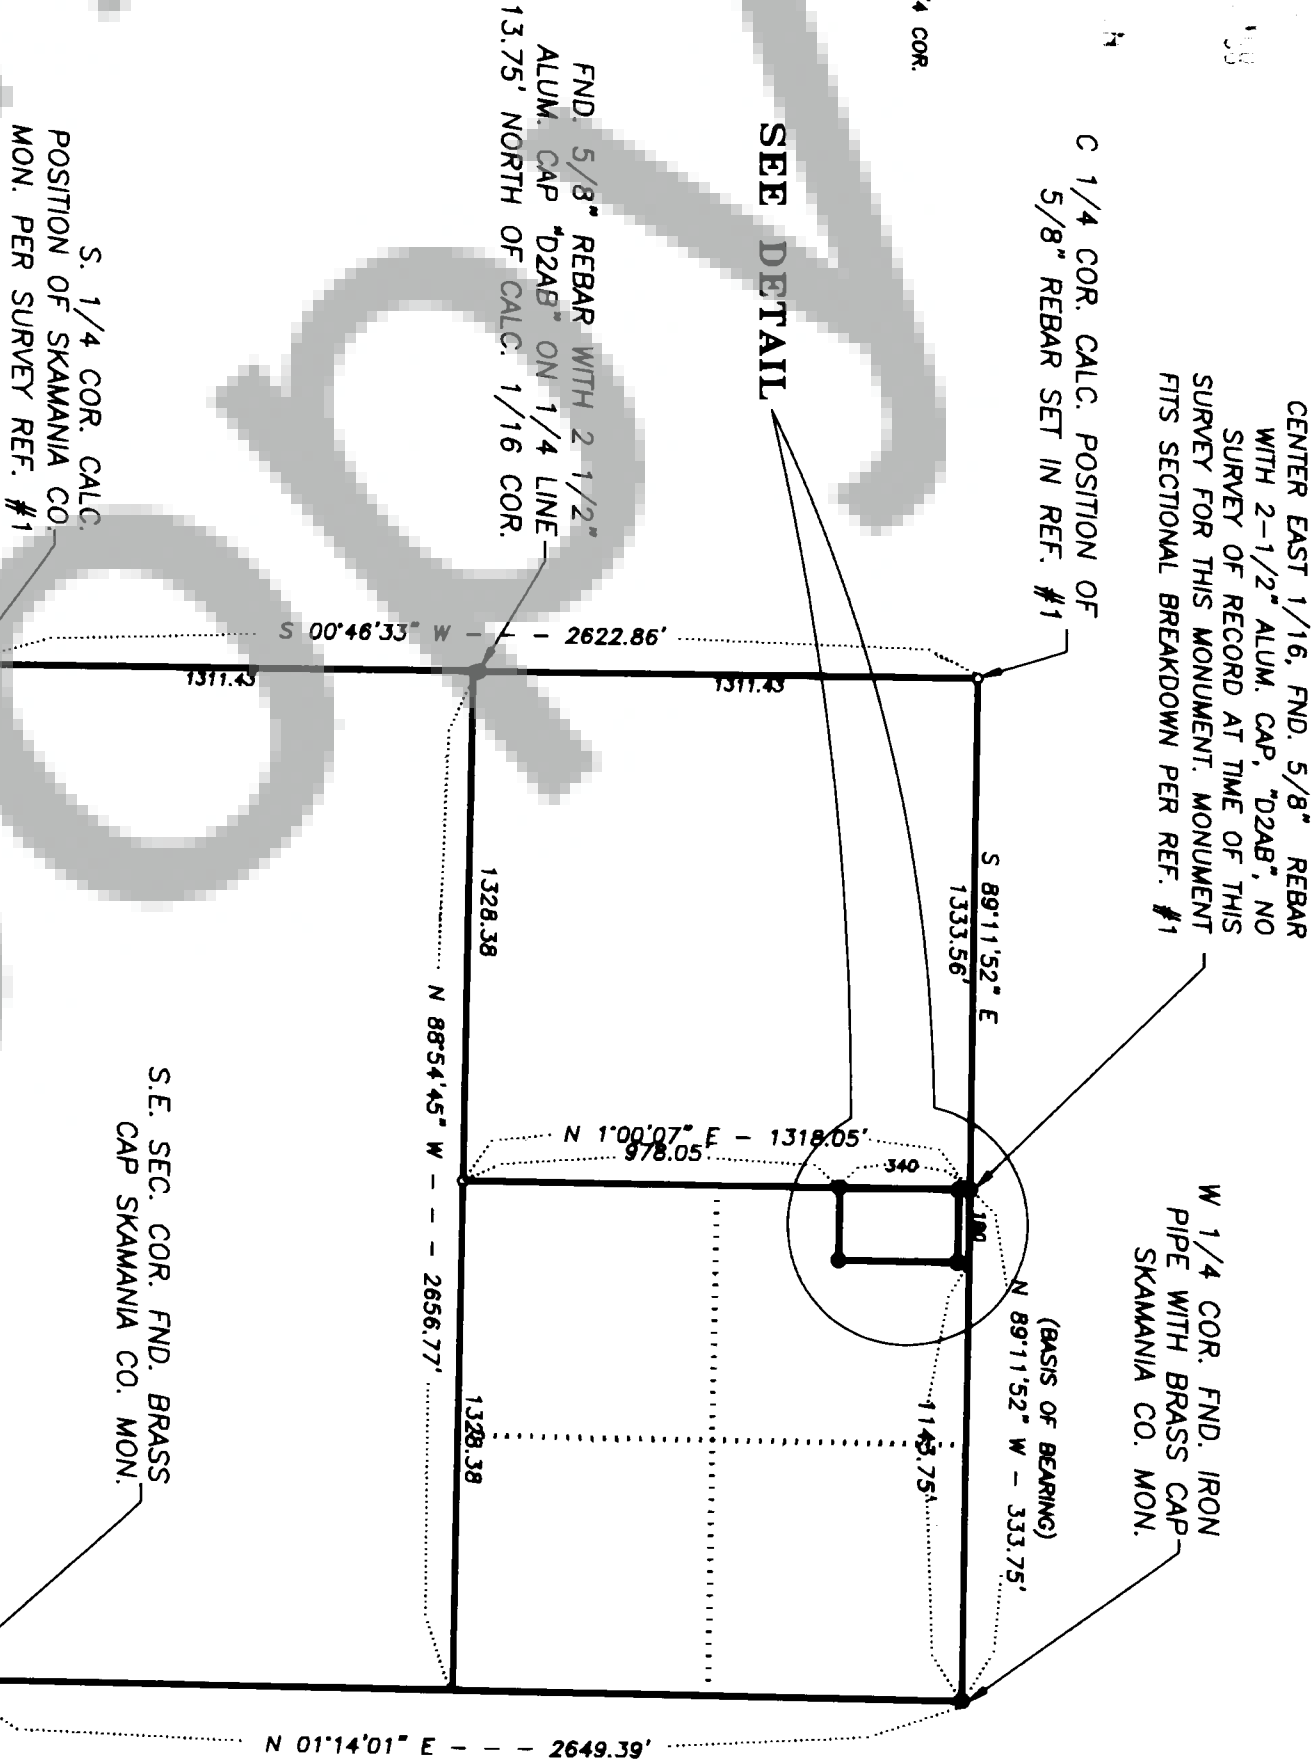 /4 COR.
C 1/4 COR. CALC. POSITION OF
5/8" REBAR SET IN REF. #1
CENTER EAST 1/16, FND. 5/8" REBAR
WITH 2-1/2" ALUM. CAP, "D2AB", NO
SURVEY OF RECORD AT TIME OF THIS
SURVEY FOR THIS MONUMENT. MONUMENT
FITS SECTIONAL BREAKDOWN PER REF. #1
W 1/4 COR. FND. IRON
PIPE WITH BRASS CAP
SKAMANIA CO. MON.
SEE DETAIL
FND. 5/8" REBAR WITH 2 1/2"
ALUM. CAP "D2AB" ON 1/4 LINE
13.75' NORTH OF CALC. 1/16 COR.
S. 1/4 COR. CALC.
POSITION OF SKAMANIA CO.
MON. PER SURVEY REF. #1
S 00°46'33" W - - - 2622.86'
1311.43
1311.43
S 89°11'52" E
1333.56'
(BASIS OF BEARING)
N 89°11'52" W - 333.75'
1143.75'
N 1°00'07" E - 1318.05'
978.05'
340
1328.38
N 88°54'45" W - - - 2656.77'
1328.38
S.E. SEC. COR. FND. BRASS
CAP SKAMANIA CO. MON.
N 01°14'01" E - - - 2649.39'